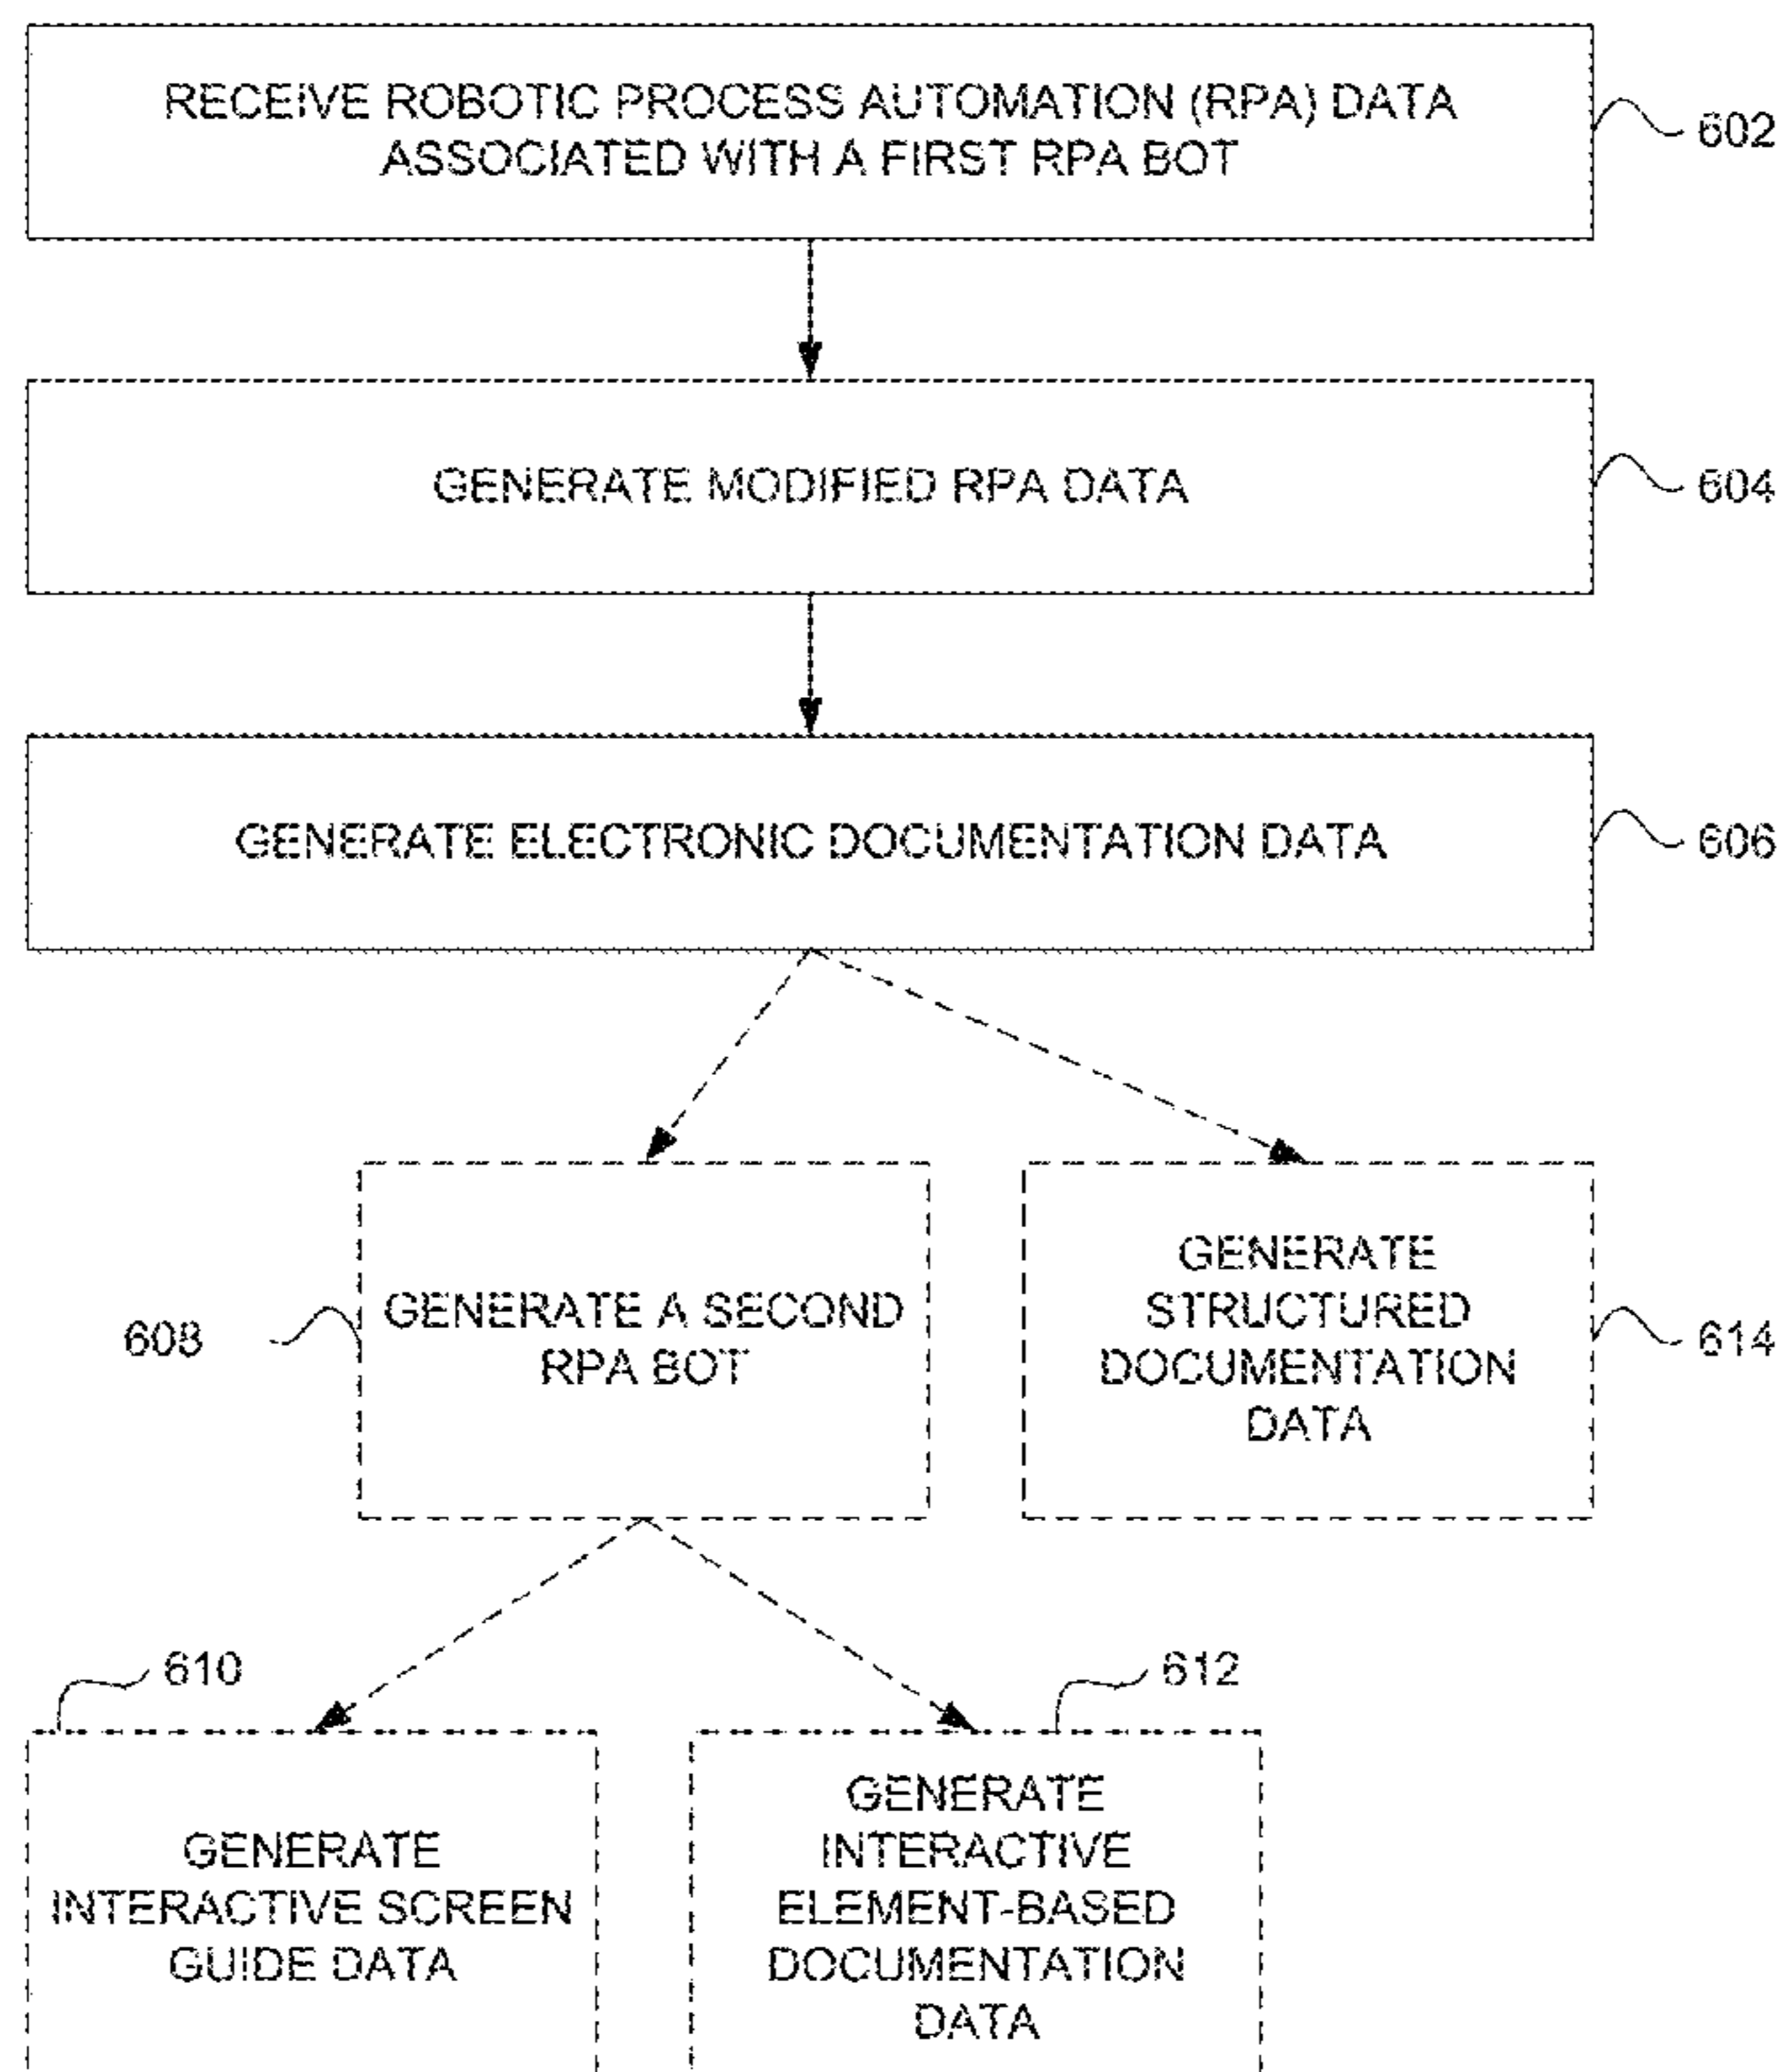 RECEIVE ROBOTIC PROCESS AUTOMATION (RPA) DATA
ASSOCIATED WITH A FIRST RPA BOT
602
GENERATE MODIFIED RPA DATA
604
GENERATE ELECTRONIC DOCUMENTATION DATA
606
608
GENERATE A SECOND
RPA BOT
GENERATE
STRUCTURED
DOCUMENTATION
DATA
614
610
GENERATE
INTERACTIVE SCREEN
GUIDE DATA
612
GENERATE
INTERACTIVE
ELEMENT-BASED
DOCUMENTATION
DATA